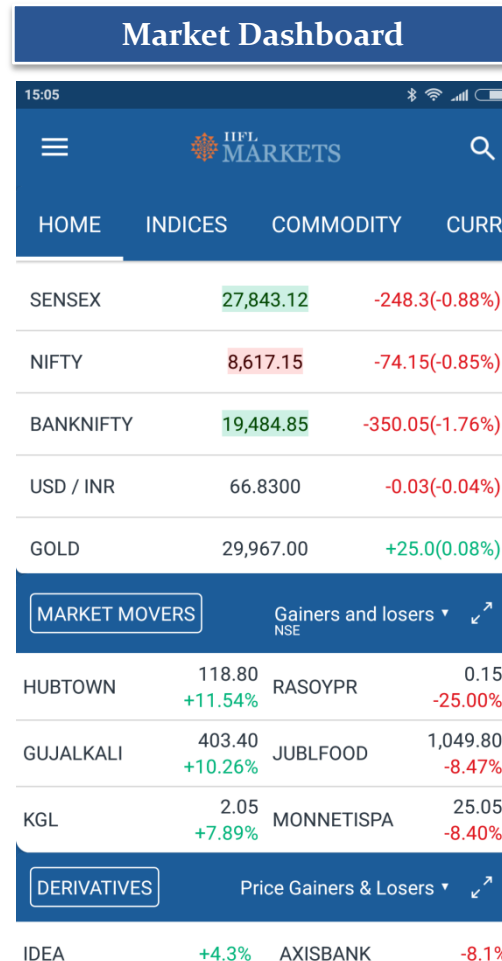 Market Dashboard
15:05
IIFL
MARKETS
HOME INDICES COMMODITY CURR
SENSEX 27,843.12 -248.3(-0.88%)
NIFTY 8,617.15 -74.15(-0.85%)
BANKNIFTY 19,484.85 -350.05(-1.76%)
USD / INR 66.8300 -0.03(-0.04%)
GOLD 29,967.00 +25.0(0.08%)
MARKET MOVERS Gainers and losers
NSE
HUBTOWN 118.80 +11.54% RASOYPR 0.15 -25.00%
GUJALKALI 403.40 +10.26% JUBLFOOD 1,049.80 -8.47%
KGL 2.05 +7.89% MONNETISPA 25.05 -8.40%
DERIVATIVES Price Gainers & Losers
IDEA +4.3% AXISBANK -8.1%